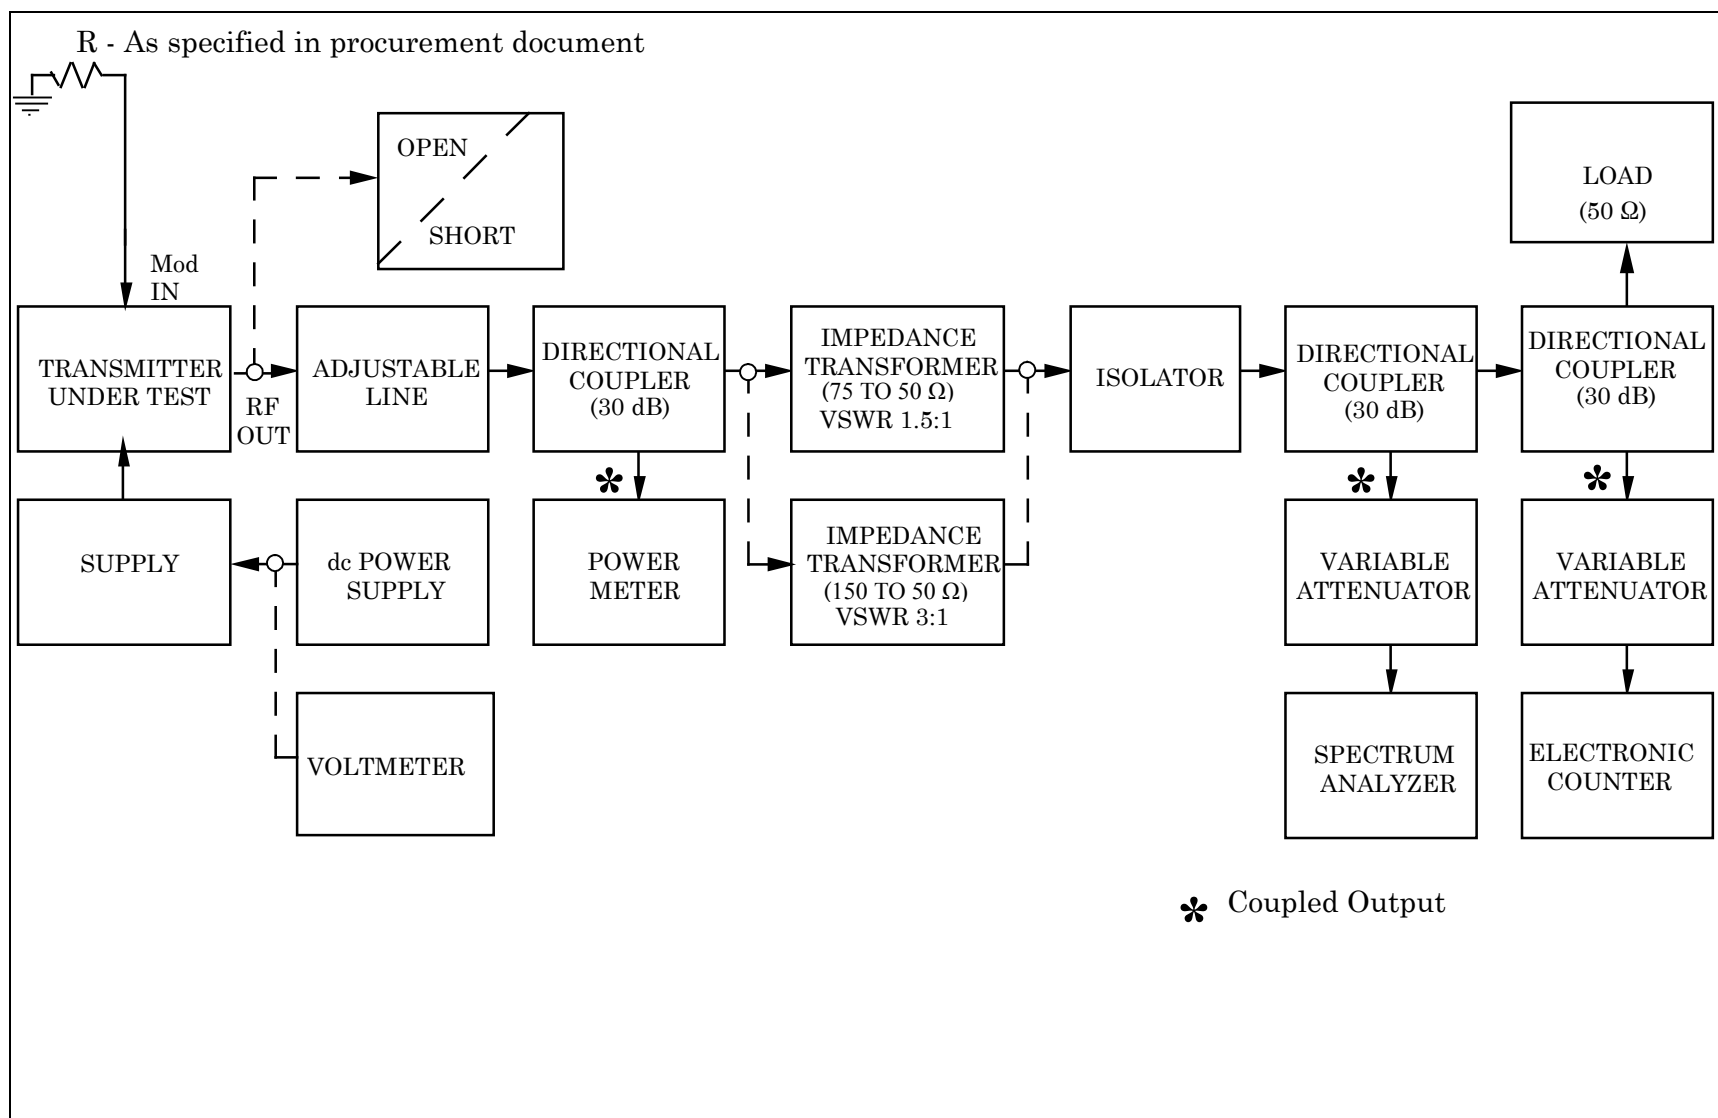 R - As specified in procurement document
OPEN
SHORT
LOAD
(50 Ω)
Mod
IN
TRANSMITTER
UNDER TEST
RF
OUT
ADJUSTABLE
LINE
DIRECTIONAL
COUPLER
(30 dB)
IMPEDANCE
TRANSFORMER
(75 TO 50 Ω)
VSWR 1.5:1
ISOLATOR
DIRECTIONAL
COUPLER
(30 dB)
DIRECTIONAL
COUPLER
(30 dB)
*
*
*
SUPPLY
dc POWER
SUPPLY
POWER
METER
IMPEDANCE
TRANSFORMER
(150 TO 50 Ω)
VSWR 3:1
VARIABLE
ATTENUATOR
VARIABLE
ATTENUATOR
VOLTMETER
SPECTRUM
ANALYZER
ELECTRONIC
COUNTER
* Coupled Output